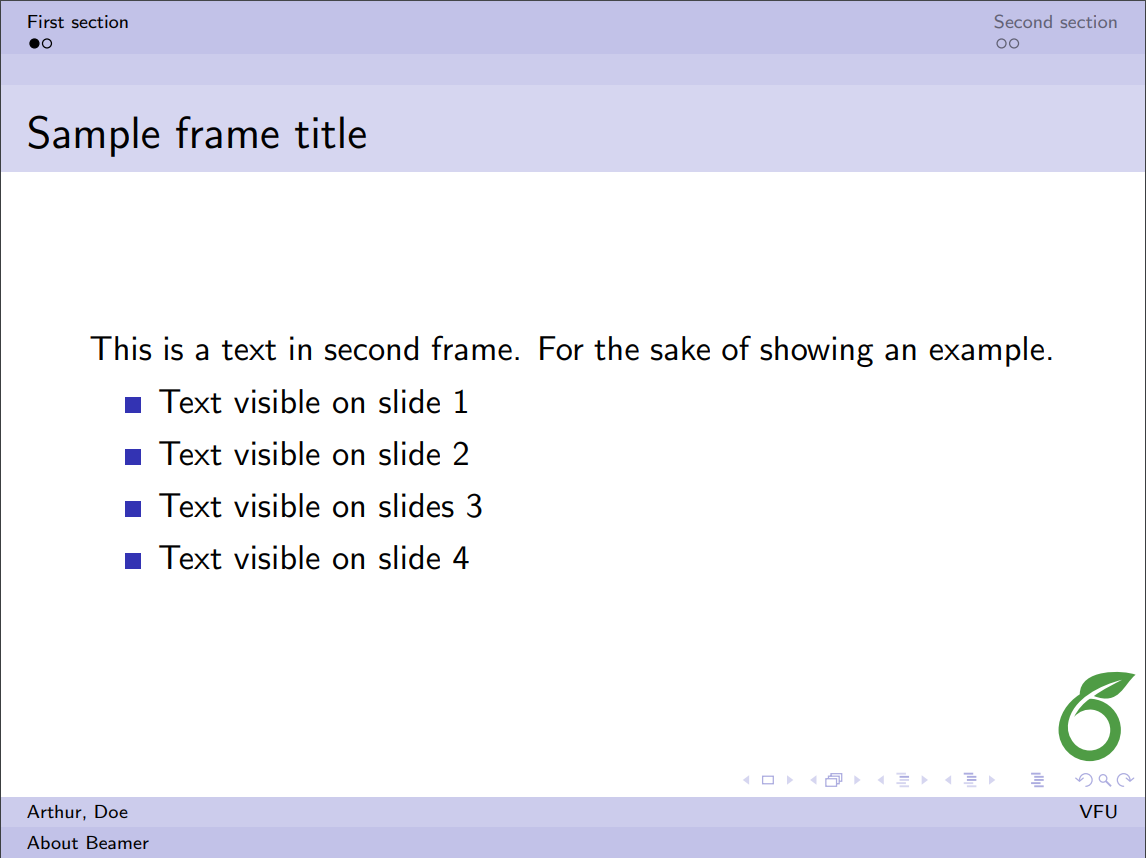 First section
Second section
Sample frame title
This is a text in second frame. For the sake of showing an example.
Text visible on slide 1
Text visible on slide 2
Text visible on slides 3
Text visible on slide 4
Arthur, Doe
VFU
About Beamer